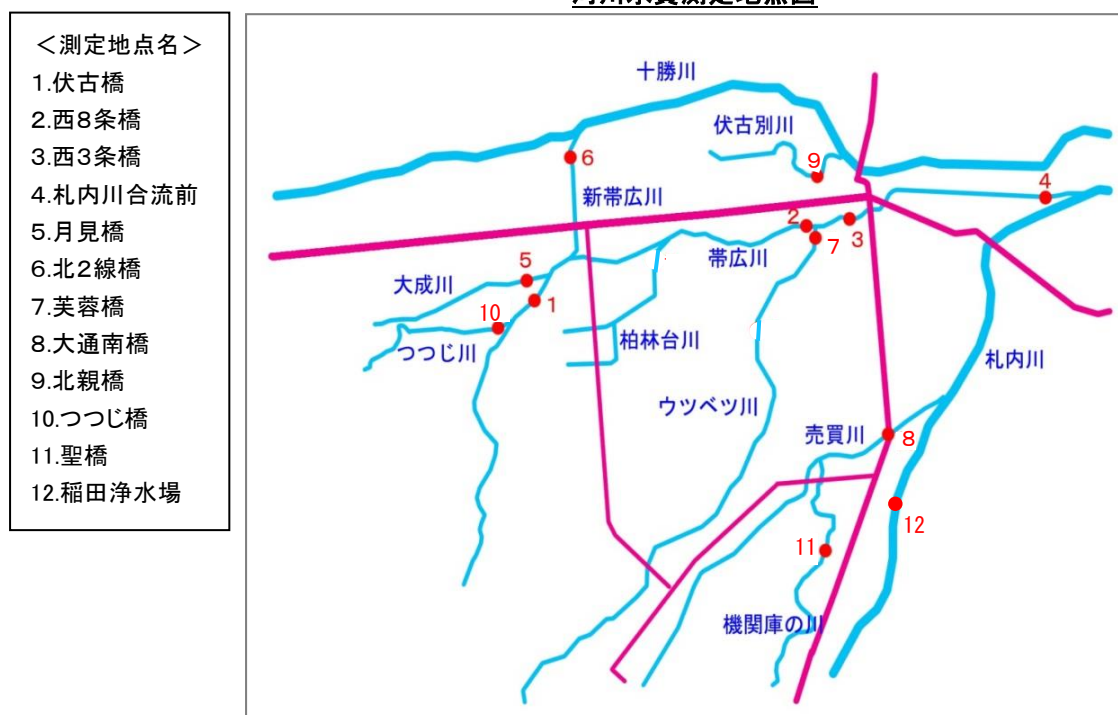 ＜測定地点名＞
1.伏古橋
2.西8条橋
3.西3条橋
4.札内川合流前
5.月見橋
6.北2線橋
7.芙蓉橋
8.大通南橋
9.北親橋
10.つつじ橋
11.聖橋
12.稲田浄水場
十勝川
伏古別川
6
9
新帯広川
4
2
3
帯広川
7
5
大成川
1
10
つつじ川
柏林台川
札内川
ウツベツ川
売買川
8
12
11
機関庫の川